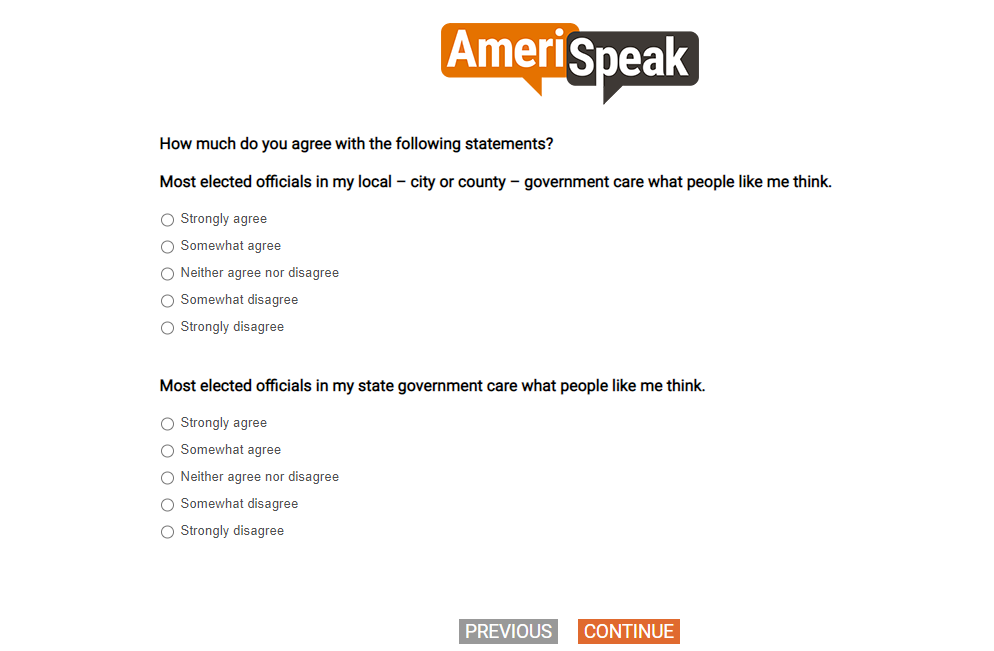 AmeriSpeak
How much do you agree with the following statements?
Most elected officials in my local – city or county – government care what people like me think.
Strongly agree
Somewhat agree
Neither agree nor disagree
Somewhat disagree
Strongly disagree
Most elected officials in my state government care what people like me think.
Strongly agree
Somewhat agree
Neither agree nor disagree
Somewhat disagree
Strongly disagree
PREVIOUS CONTINUE